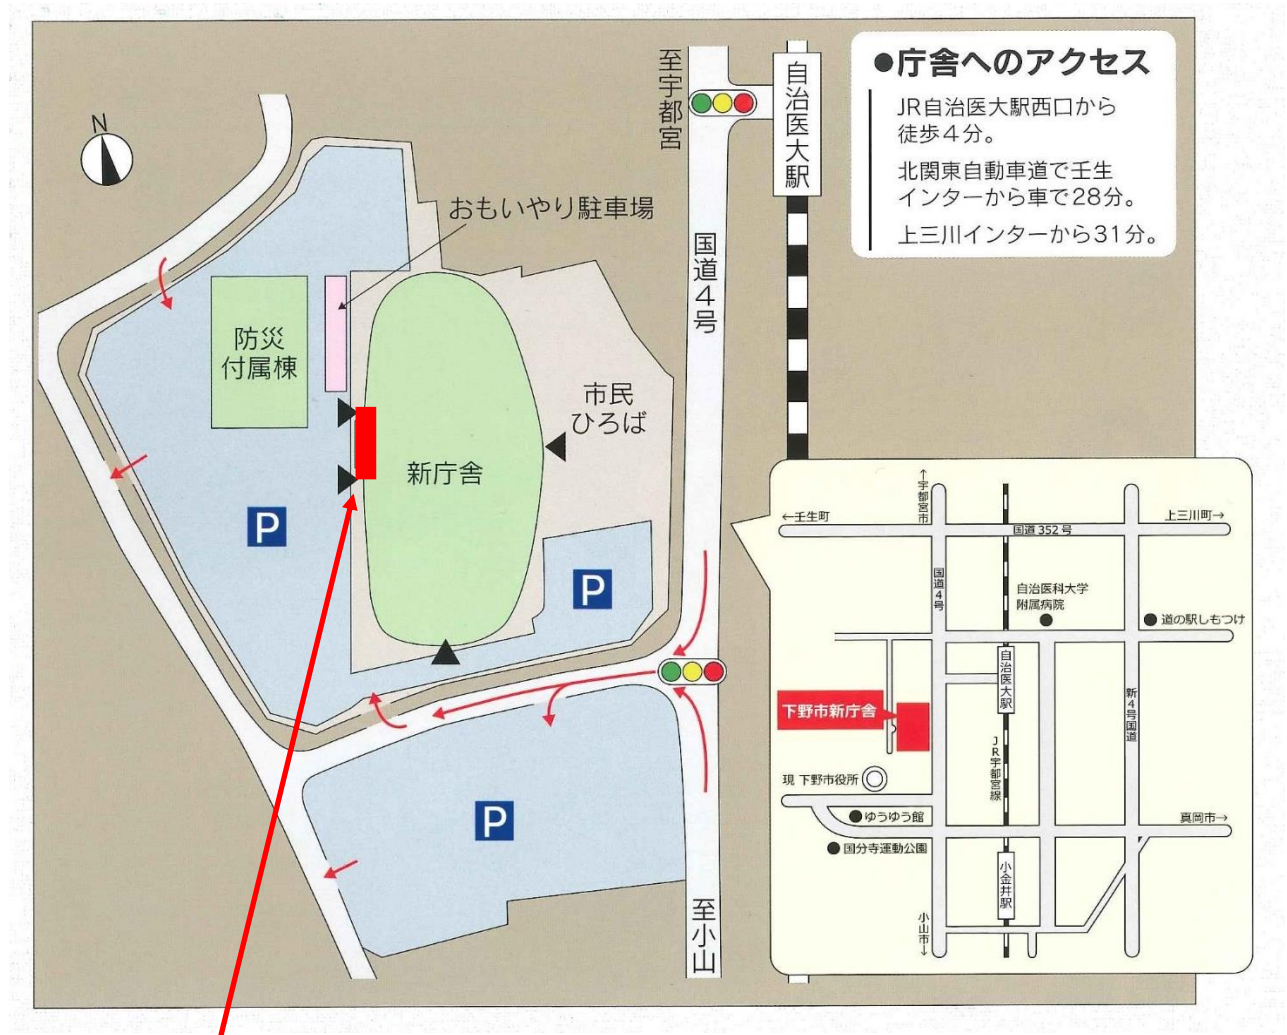 ●庁舎へのアクセス
JR自治医大駅西口から
徒歩4分。
北関東自動車道で壬生
インターから車で28分。
上三川インターから31分。
N
至宇都宮
自治医大駅
おもいやり駐車場
国道4号
防災
付属棟
市民
ひろば
新庁舎
P
P
P
至小山
←宇都宮市
←壬生町
上三川町→
国道352号
国道4号
自治医科大学
附属病院
道の駅しもつけ
自治医大駅
新4号国道
下野市新庁舎
JR宇都宮線
現 下野市役所
ゆうゆう館
真岡市→
国分寺運動公園
小金井駅
小山市→